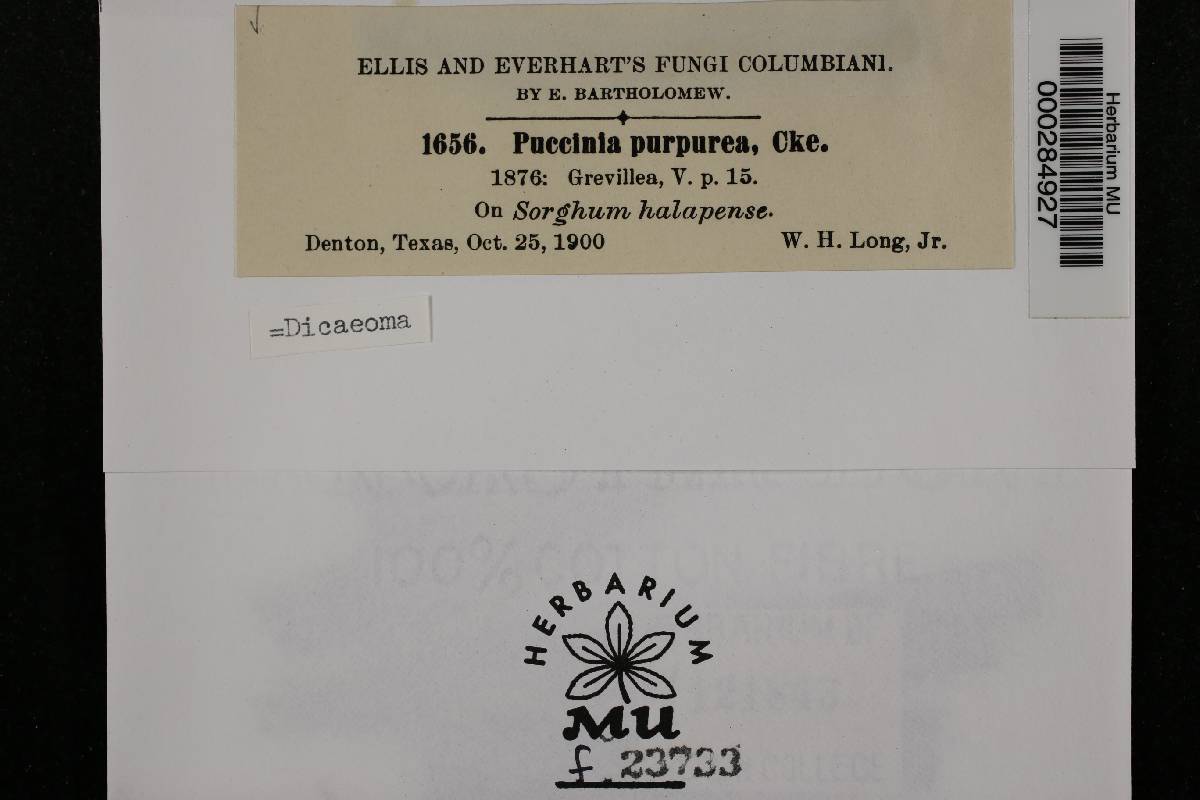 ELLIS AND EVERHART'S FUNGI COLUMBIANI.
BY E. BARTHOLOMEW.
1656. Puccinia purpurea, Cke.
1876: Grevillea, V. p. 15.
On Sorghum halapense.
Denton, Texas, Oct. 25, 1900 W. H. Long, Jr.
Herbarium MU
000284927
=Dicaeoma
100% COTTON FIBRE
HERBARIUM
MU
f. 23733
COLLEGE